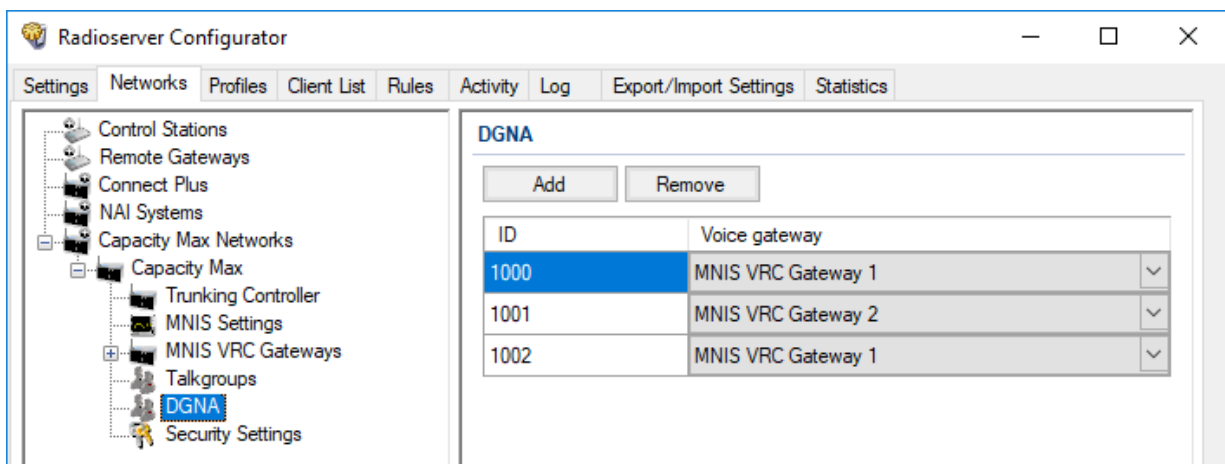 Radioserver Configurator
Settings Networks Profiles Client List Rules Activity Log Export/Import Settings Statistics
Control Stations
Remote Gateways
Connect Plus
NAI Systems
Capacity Max Networks
Capacity Max
Trunking Controller
MNIS Settings
MNIS VRC Gateways
Talkgroups
DGNA
Security Settings
DGNA
Add Remove
ID Voice gateway
1000 MNIS VRC Gateway 1
1001 MNIS VRC Gateway 2
1002 MNIS VRC Gateway 1